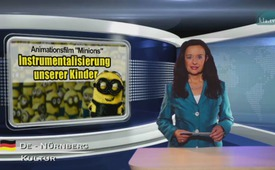 Animationsfilm "Minions"
Instrumentalisierung
unserer Kinder
DE - NÜRNBERG
KULTUR